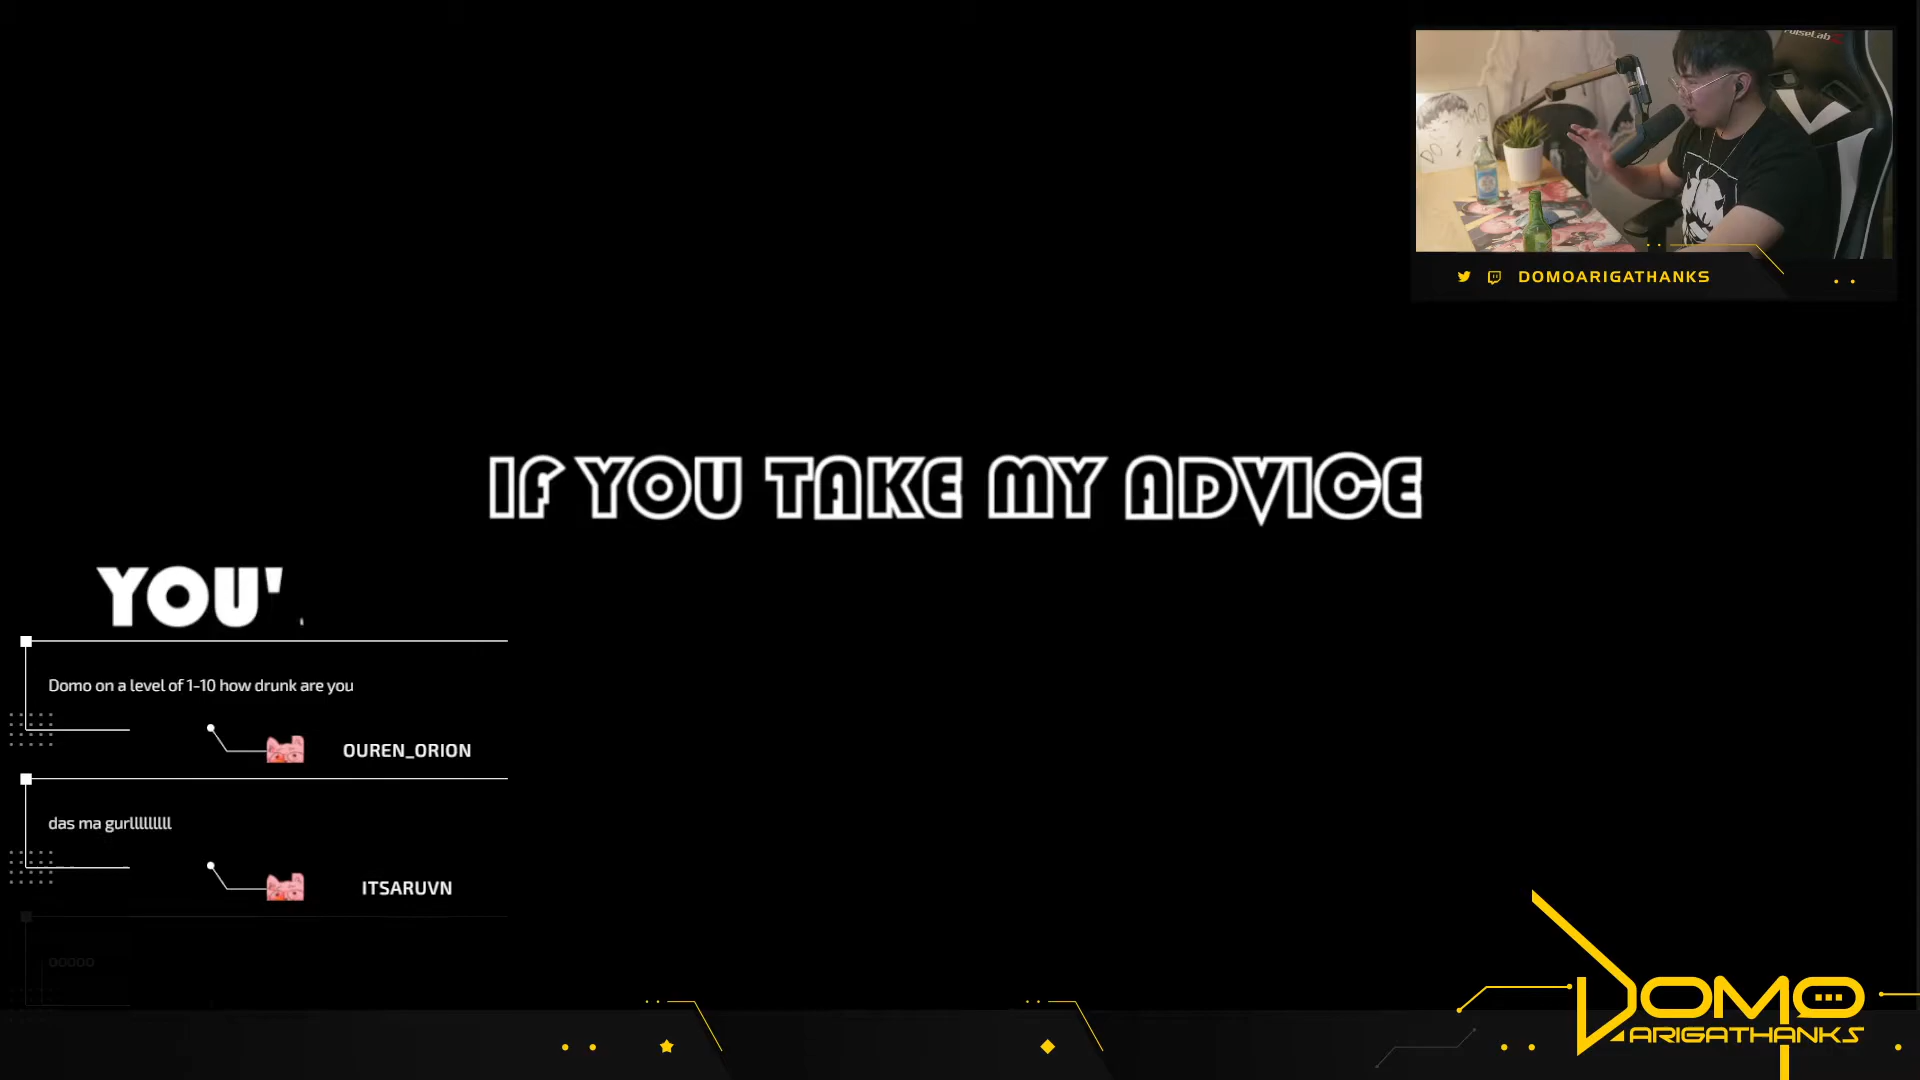 DOMOARIGATHANKS
IF YOU TAKE MY ADVICE
YOU'
Domo on a level of 1-10 how drunk are you
OUREN_ORION
das ma gurlllllllll
ITSARUVN
ooooo
DOMO
ARIGATHANKS